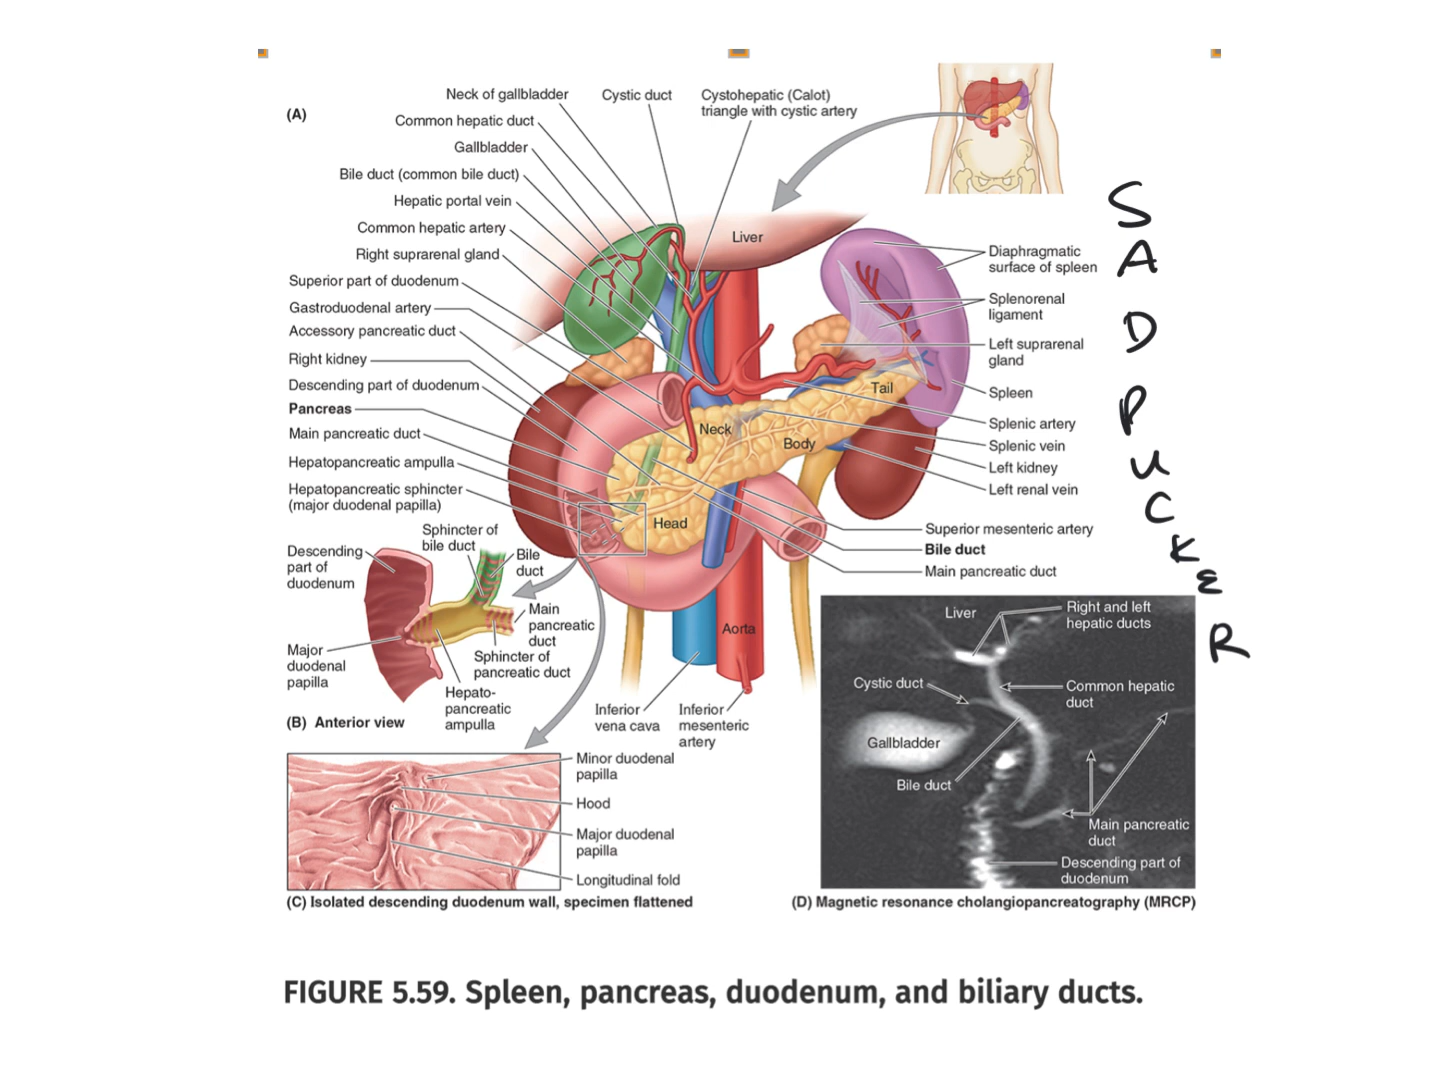 (A)
Neck of gallbladder
Cystic duct
Cystohepatic (Calot)
triangle with cystic artery
Common hepatic duct
Gallbladder
Bile duct (common bile duct)
Hepatic portal vein
Common hepatic artery
Right suprarenal gland
Superior part of duodenum
Gastroduodenal artery
Accessory pancreatic duct
Right kidney
Descending part of duodenum
Pancreas
Main pancreatic duct
Hepatopancreatic ampulla
Hepatopancreatic sphincter
(major duodenal papilla)
Liver
Tail
Neck
Body
Head
Aorta
Diaphragmatic
surface of spleen
Splenorenal
ligament
Left suprarenal
gland
Spleen
Splenic artery
Splenic vein
Left kidney
Left renal vein
Superior mesenteric artery
Bile duct
Main pancreatic duct
Inferior
vena cava
Inferior
mesenteric
artery
S
A
D
P
U
C
K
E
R
Sphincter of
bile duct
Bile
duct
Descending
part of
duodenum
Main
pancreatic
duct
Sphincter of
pancreatic duct
Major
duodenal
papilla
Hepato-
pancreatic
ampulla
(B) Anterior view
Minor duodenal
papilla
Hood
Major duodenal
papilla
Longitudinal fold
(C) Isolated descending duodenum wall, specimen flattened
Liver
Right and left
hepatic ducts
Cystic duct
Common hepatic
duct
Gallbladder
Bile duct
Main pancreatic
duct
Descending part of
duodenum
(D) Magnetic resonance cholangiopancreatography (MRCP)
FIGURE 5.59. Spleen, pancreas, duodenum, and biliary ducts.